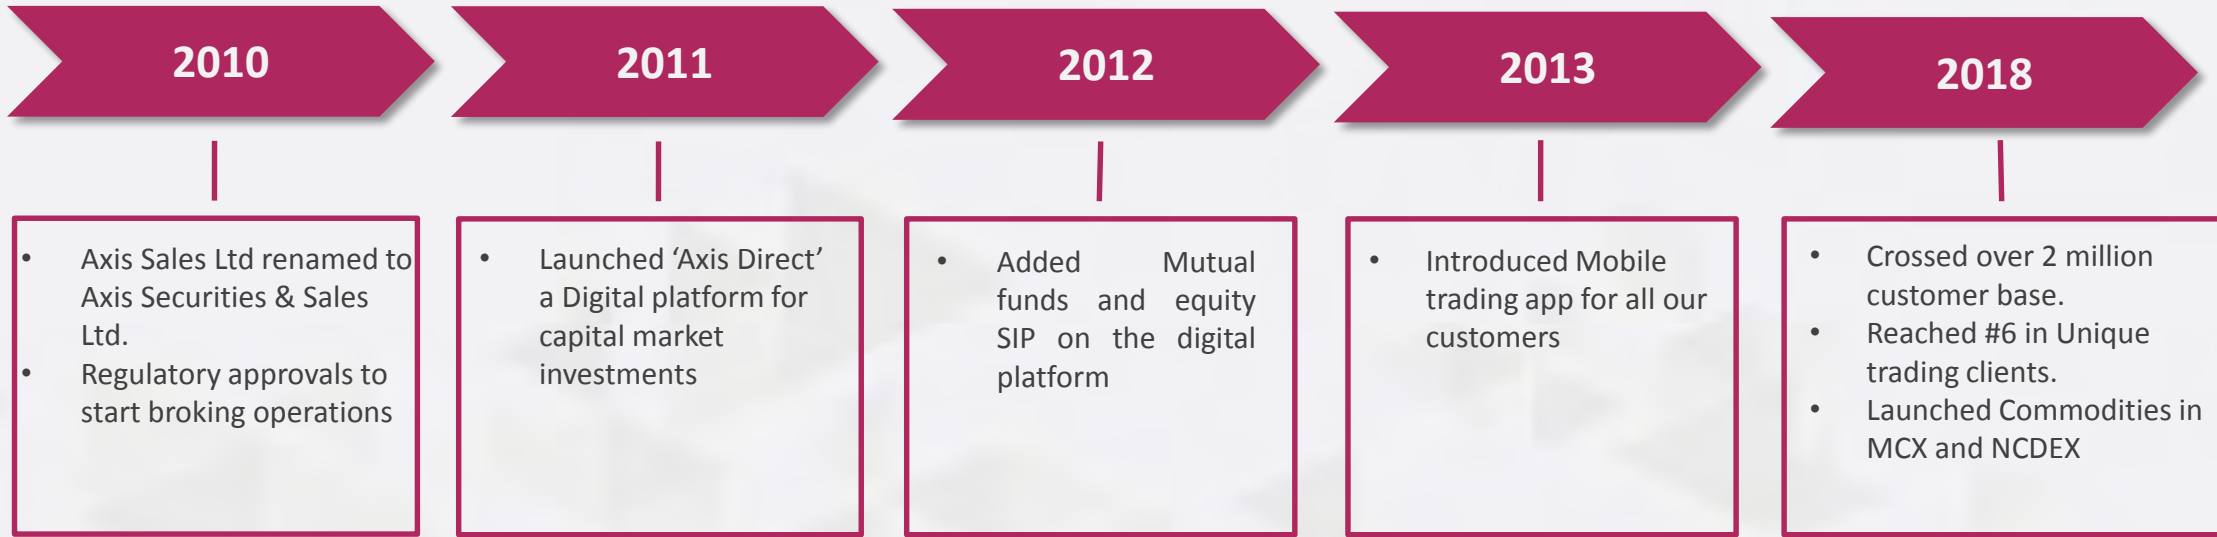 2010
2011
2012
2013
2018
• Axis Sales Ltd renamed to
Axis Securities & Sales
Ltd.
• Regulatory approvals to
start broking operations
• Launched ‘Axis Direct’
a Digital platform for
capital market
investments
• Added Mutual
funds and equity
SIP on the digital
platform
• Introduced Mobile
trading app for all our
customers
• Crossed over 2 million
customer base.
• Reached #6 in Unique
trading clients.
• Launched Commodities in
MCX and NCDEX